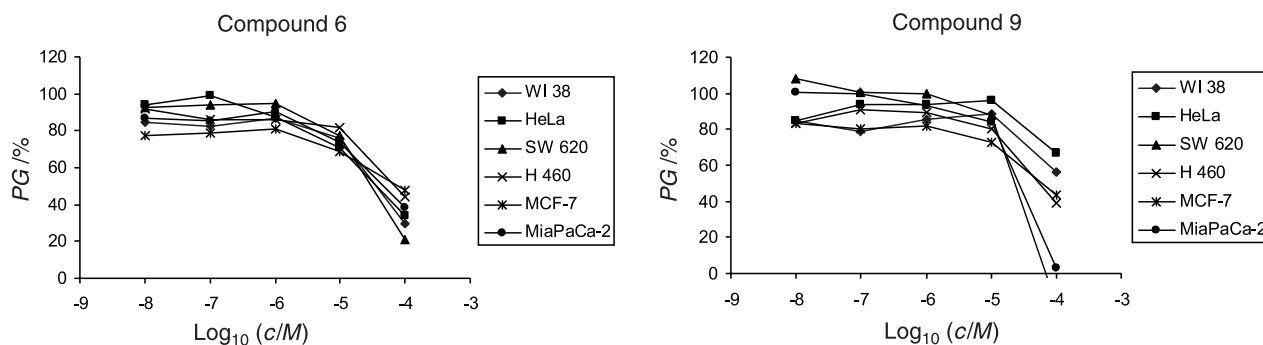 Compound 6
120
100
80
60
40
20
0
PG /%
-9 -8 -7 -6 -5 -4 -3
Log10 (c/M)
WI 38
HeLa
SW 620
H 460
MCF-7
MiaPaCa-2
Compound 9
120
100
80
60
40
20
0
PG /%
-9 -8 -7 -6 -5 -4 -3
Log10 (c/M)
WI 38
HeLa
SW 620
H 460
MCF-7
MiaPaCa-2